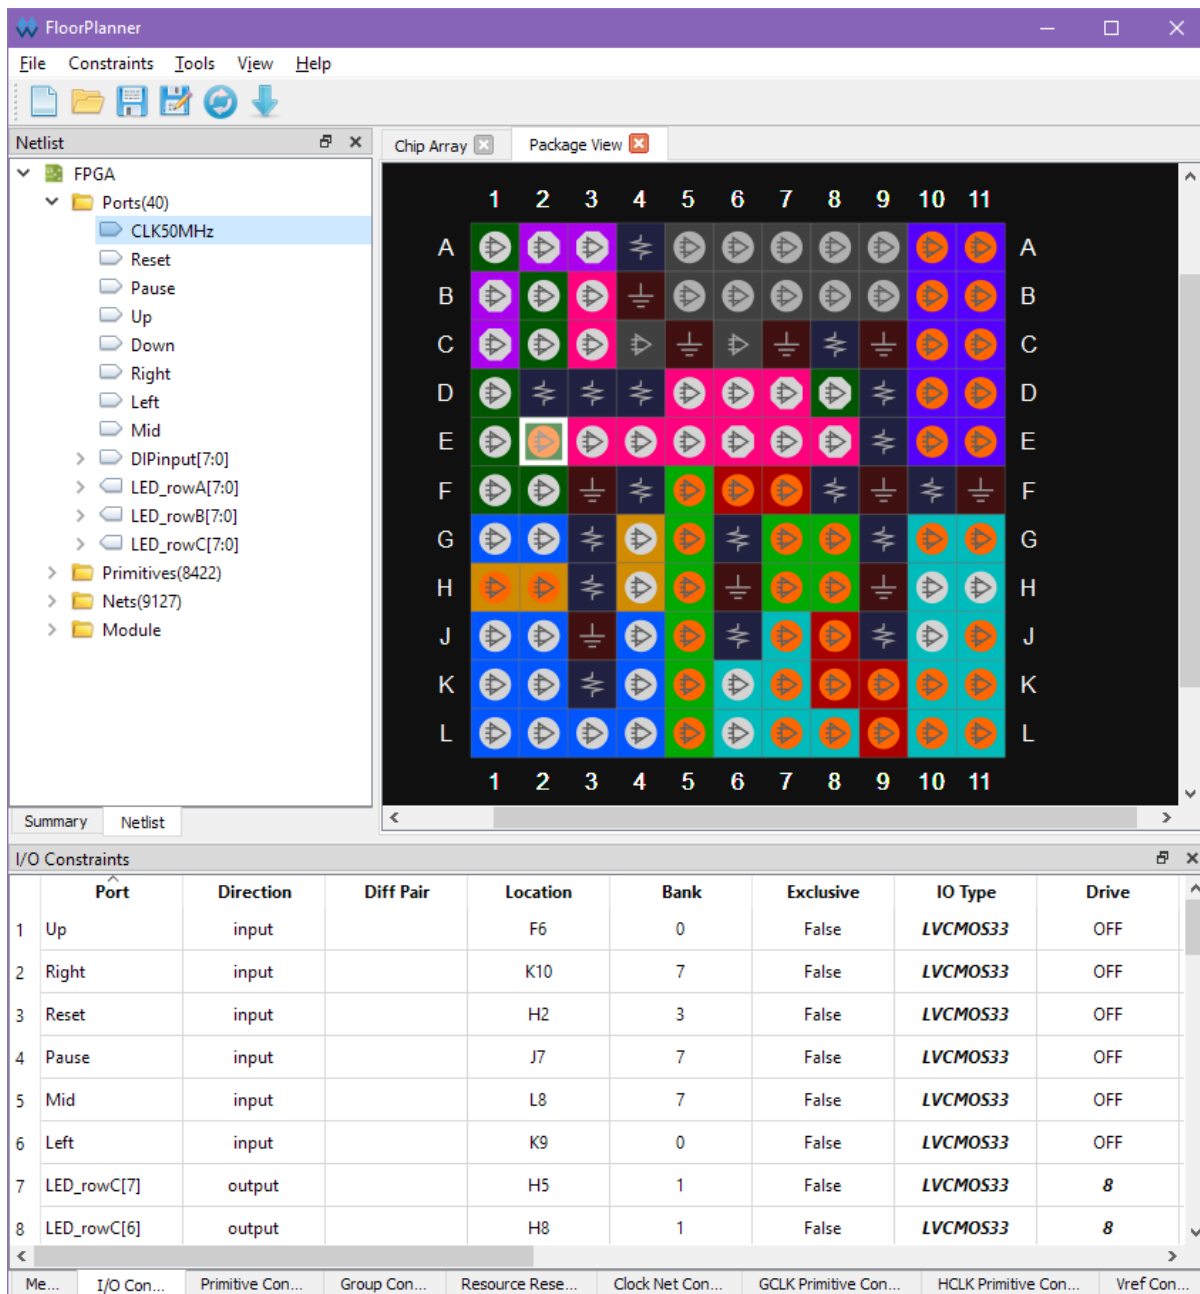 FloorPlanner
File Constraints Tools View Help
Netlist
FPGA
Ports(40)
CLK50MHz
Reset
Pause
Up
Down
Right
Left
Mid
DIPinput[7:0]
LED_rowA[7:0]
LED_rowB[7:0]
LED_rowC[7:0]
Primitives(8422)
Nets(9127)
Module
Summary Netlist
Chip Array Package View
1 2 3 4 5 6 7 8 9 10 11
A A
B B
C C
D D
E E
F F
G G
H H
J J
K K
L L
1 2 3 4 5 6 7 8 9 10 11
I/O Constraints
Port Direction Diff Pair Location Bank Exclusive IO Type Drive
1 Up input F6 0 False LVCMOS33 OFF
2 Right input K10 7 False LVCMOS33 OFF
3 Reset input H2 3 False LVCMOS33 OFF
4 Pause input J7 7 False LVCMOS33 OFF
5 Mid input L8 7 False LVCMOS33 OFF
6 Left input K9 0 False LVCMOS33 OFF
7 LED_rowC[7] output H5 1 False LVCMOS33 8
8 LED_rowC[6] output H8 1 False LVCMOS33 8
Me... I/O Con... Primitive Con... Group Con... Resource Rese... Clock Net Con... GCLK Primitive Con... HCLK Primitive Con... Vref Con...